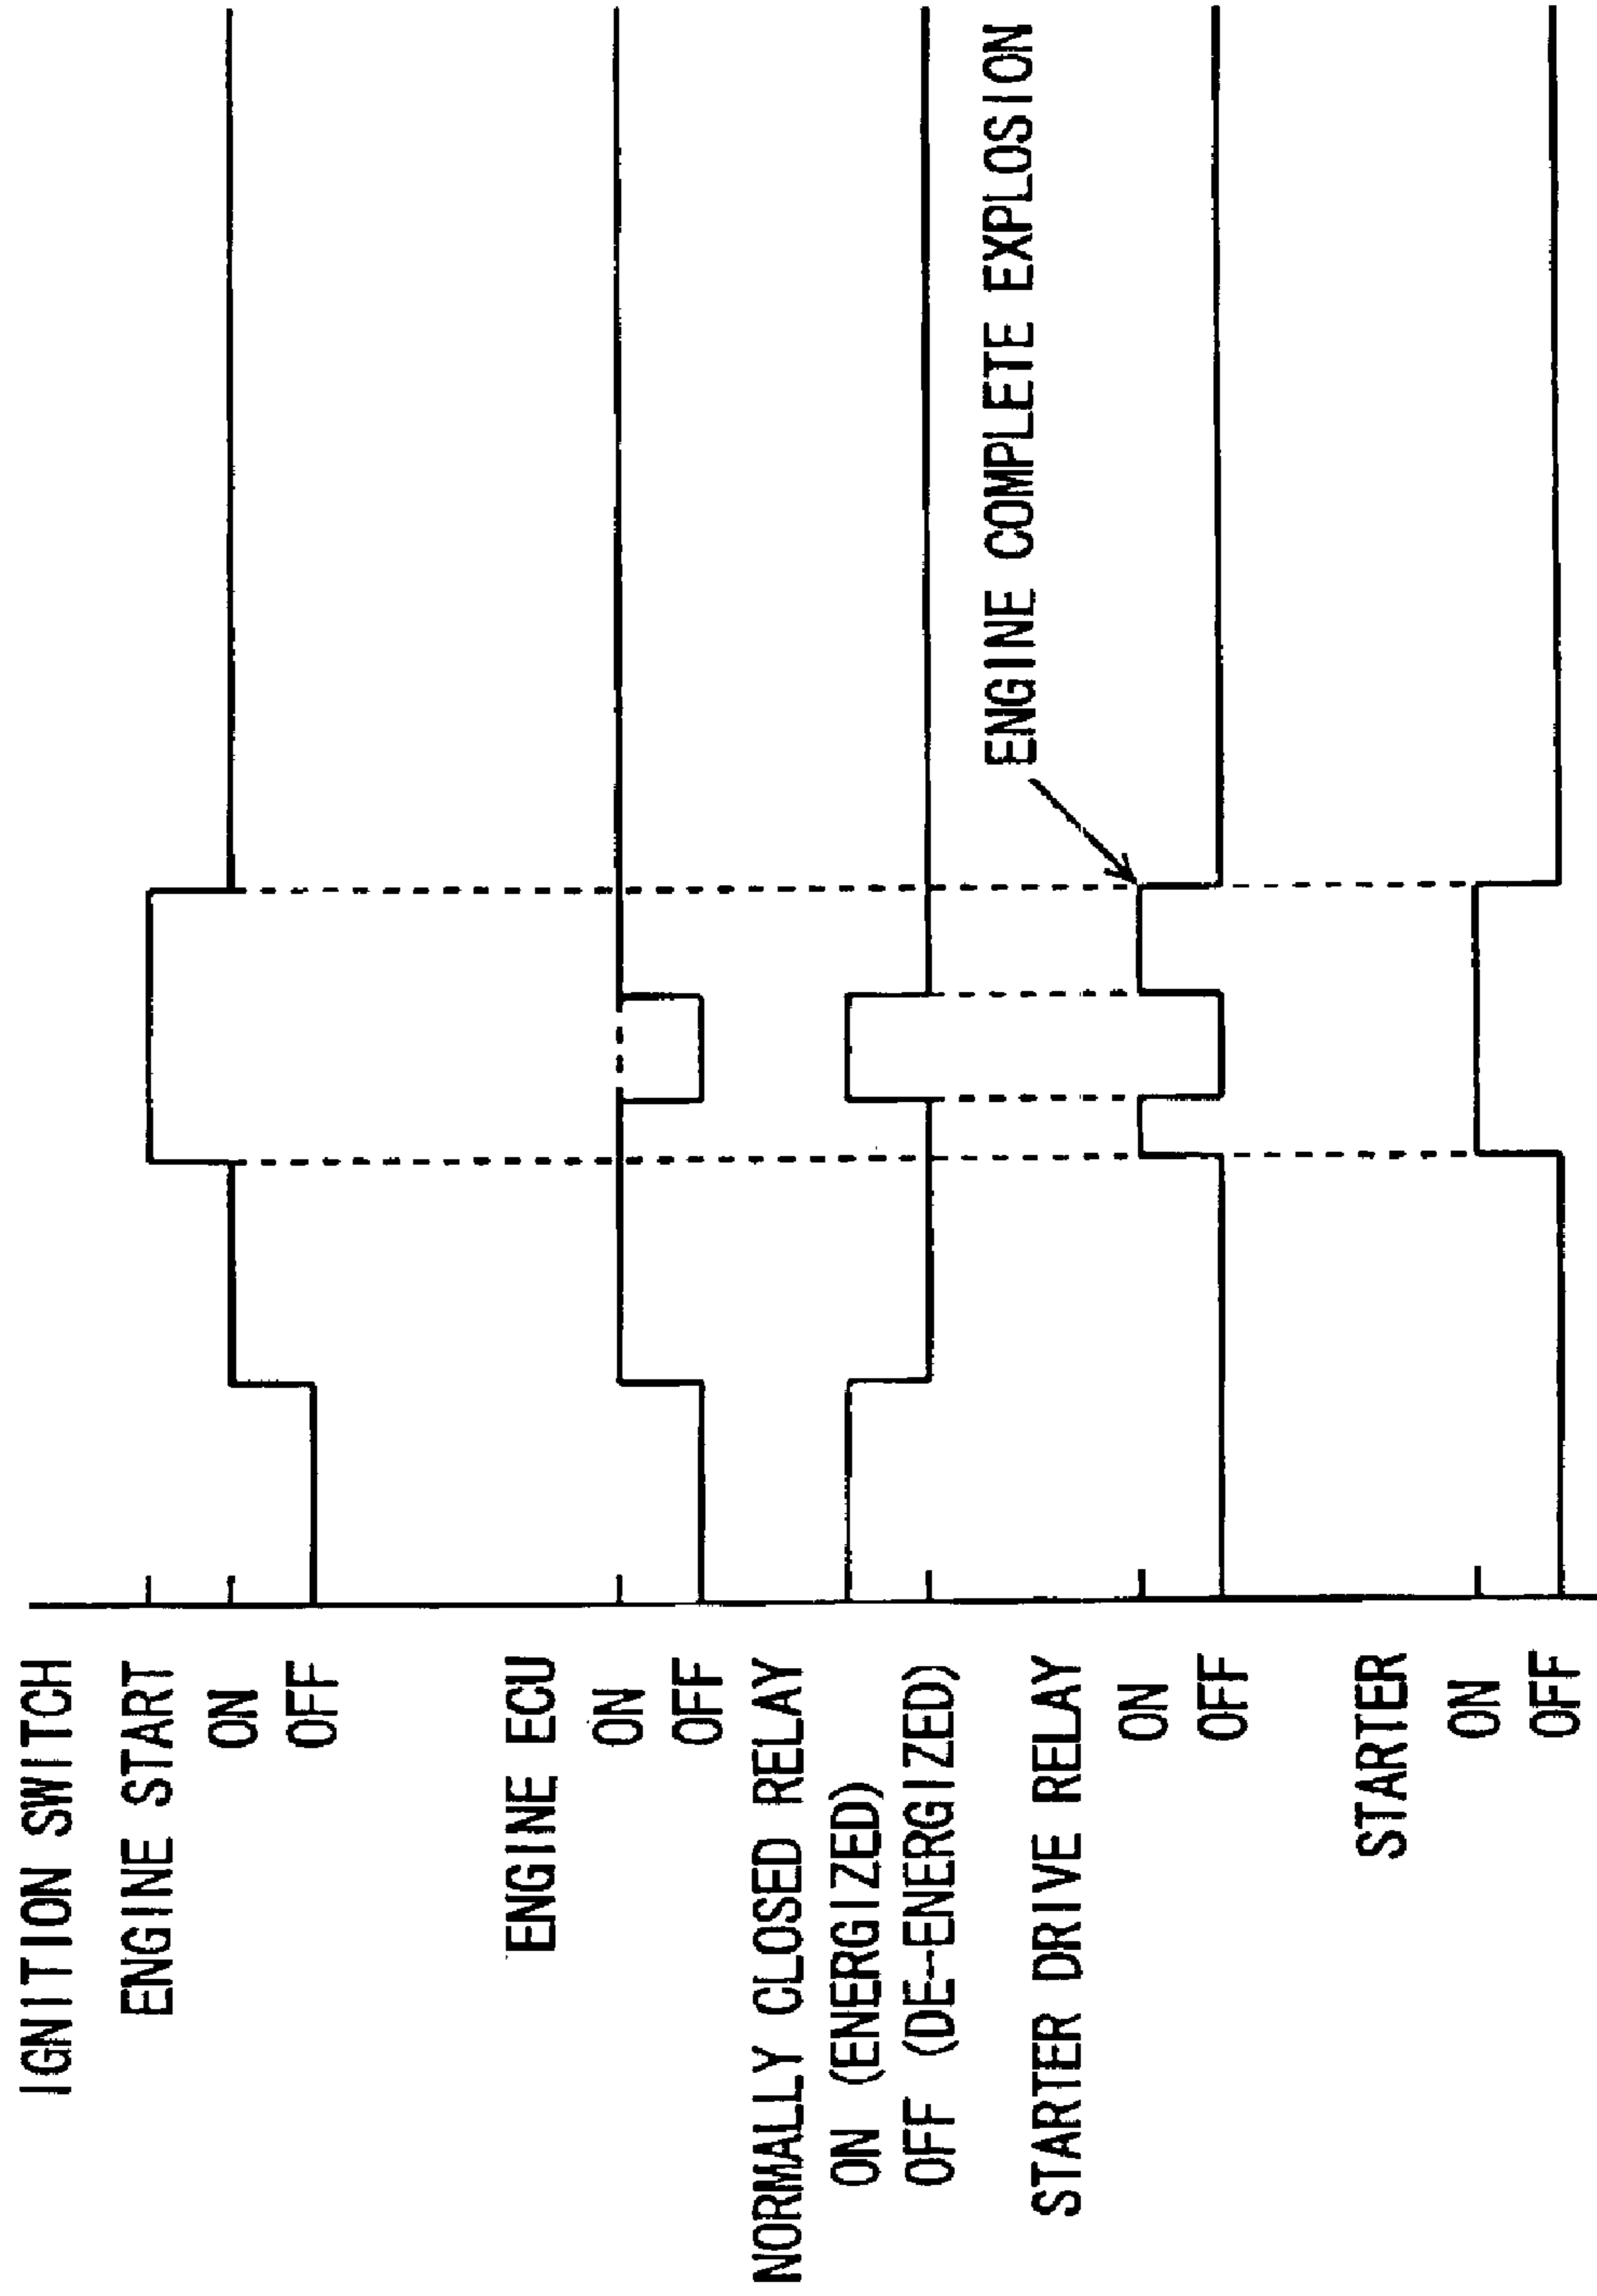 IGNITION SWITCH
ENGINE START
ON
OFF
ENGINE ECU
ON
OFF
NORMALLY CLOSED RELAY
ON (ENERGIZED)
OFF (DE-ENERGIZED)
ENGINE COMPLETE EXPLOSION
STARTER DRIVE RELAY
ON
OFF
STARTER
ON
OFF